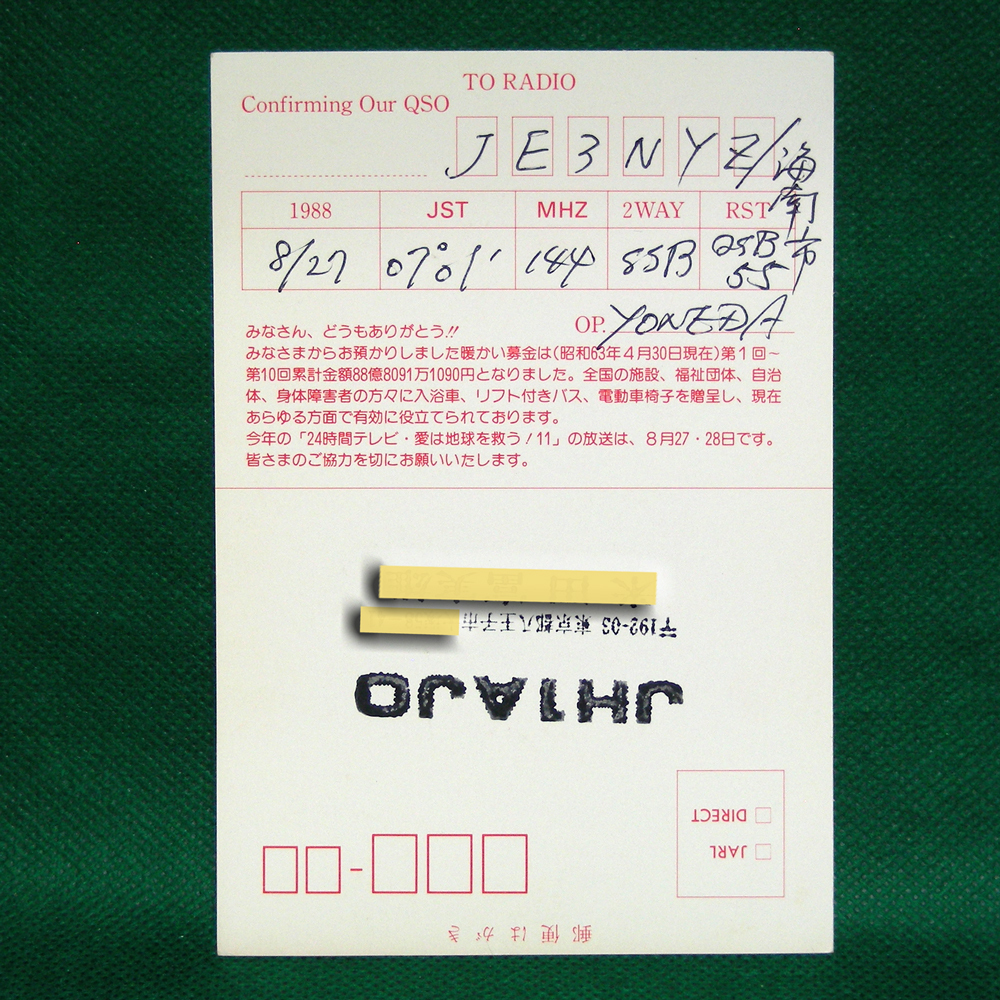 TO RADIO
Confirming Our QSO
JE3NYZ/海南市
1988 JST MHZ 2WAY RST
8/27 07°01' 144 SSB 55
OP. YONEDA
みなさん、どうもありがとう!!
みなさまからお預かりしました暖かい募金は(昭和63年4月30日現在)第1回~
第10回累計金額88億8091万1090円となりました。全国の施設、福祉団体、自治
体、身体障害者の方々に入浴車、リフト付きバス、電動車椅子を贈呈し、現在
あらゆる方面で有効に役立てられております。
今年の「24時間テレビ・愛は地球を救う!11」の放送は、8月27・28日です。
皆さまのご協力を切にお願いいたします。
郵便はがき
JARL
DIRECT
JH1AJO
〒192-03 東京都八王子市